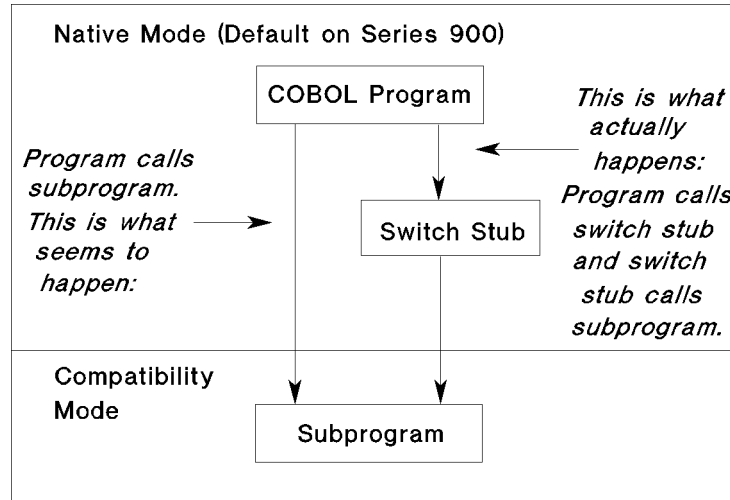 Native Mode (Default on Series 900)
COBOL Program
This is what
actually
happens:
Program calls
switch stub
and switch
stub calls
subprogram.
Program calls
subprogram.
This is what
seems to
happen:
Switch Stub
Compatibility
Mode
Subprogram